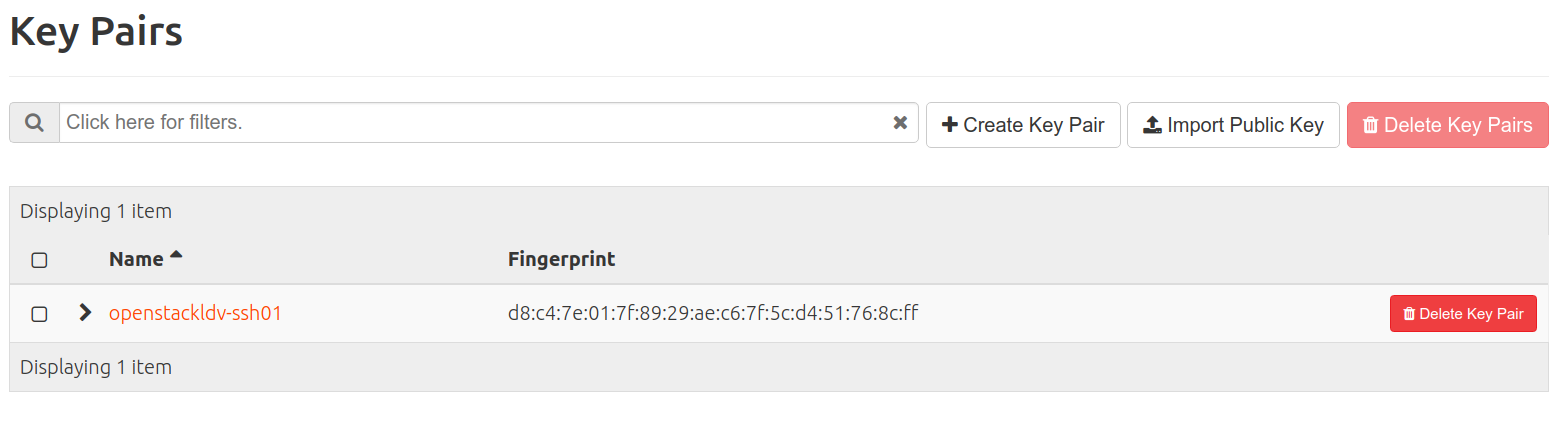 Key Pairs
Click here for filters. Create Key Pair Import Public Key Delete Key Pairs
Displaying 1 item
Name Fingerprint
openstackldv-ssh01 d8:c4:7e:01:7f:89:29:ae:c6:7f:5c:d4:51:76:8c:ff Delete Key Pair
Displaying 1 item